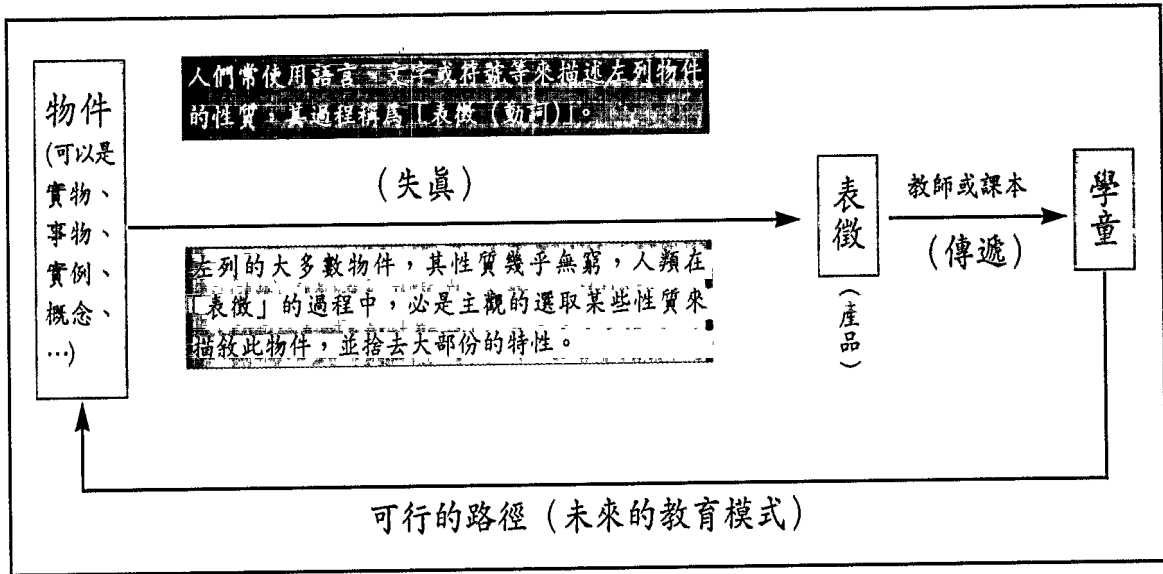 物件
(可以是
實物、
事物、
實例、
概念、
…)
人們常使用語言、文字或符號等來描述左列物件
的性質，其過程稱為「表徵(動詞)」。
(失真)
左列的大多數物件，其性質幾乎無窮，人類在
「表徵」的過程中，必是主觀的選取某些性質來
描敘此物件，並捨去大部份的特性。
表徵
(產品)
教師或課本
(傳遞)
學童
可行的路徑(未來的教育模式)